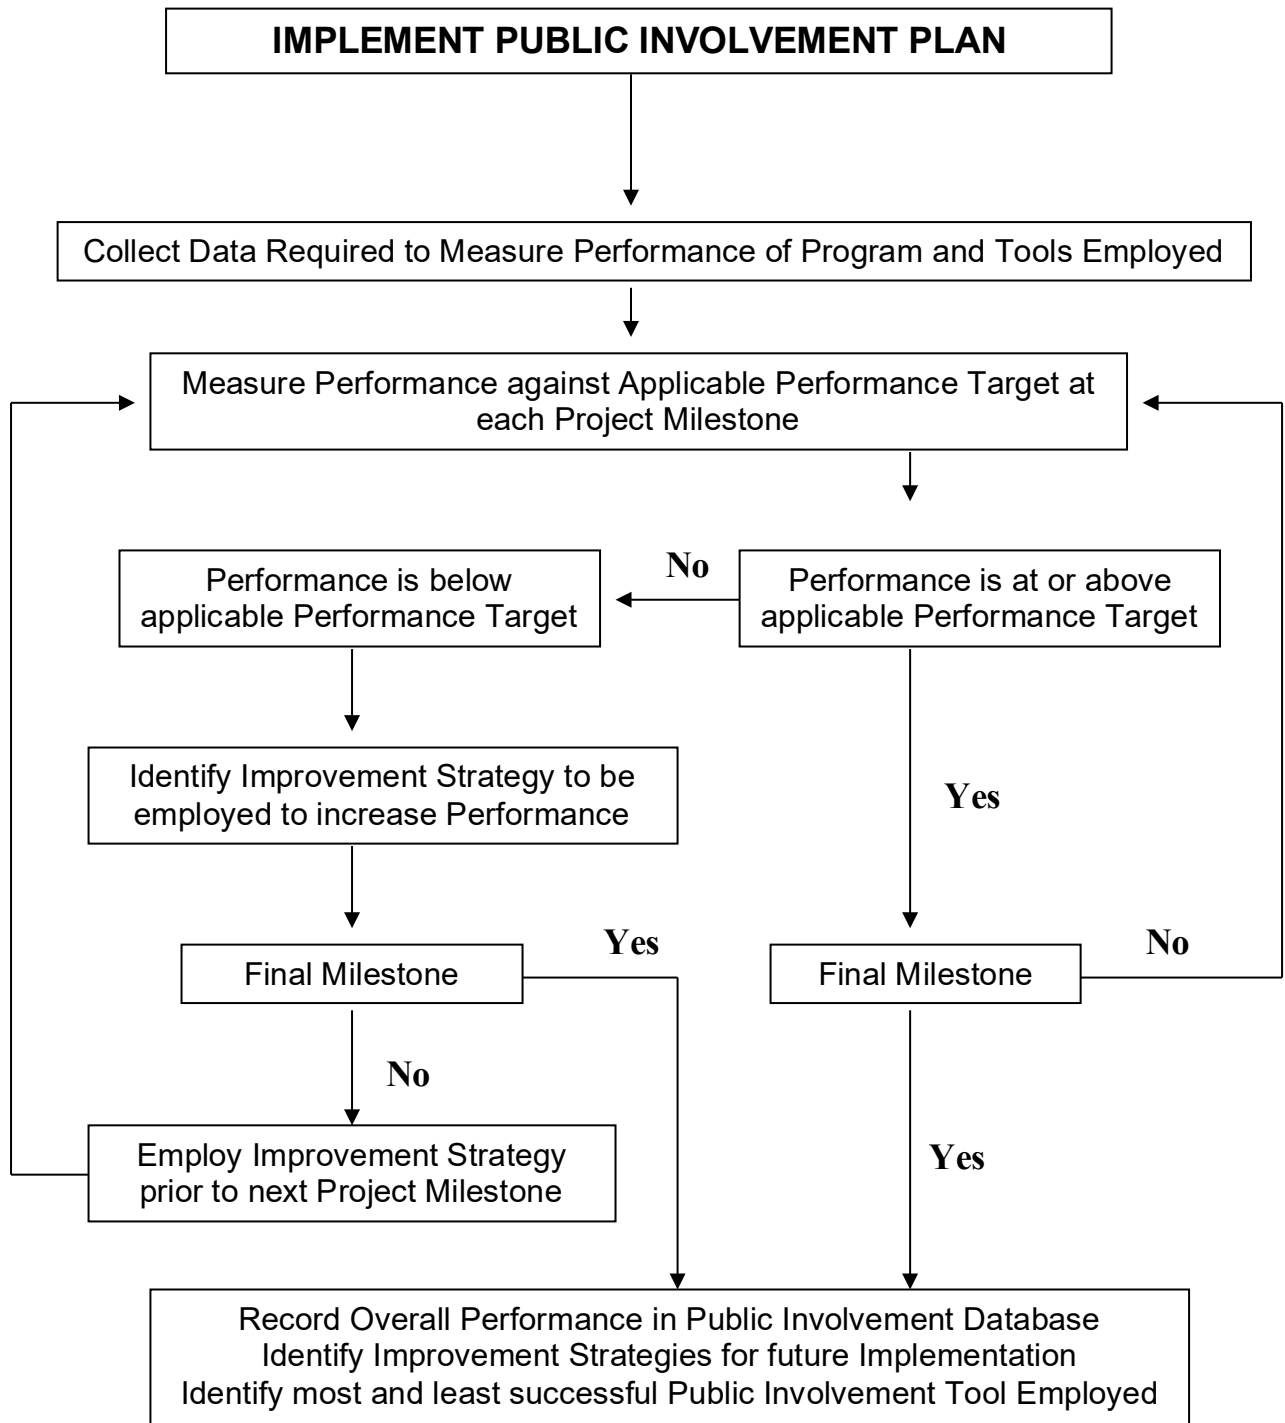 IMPLEMENT PUBLIC INVOLVEMENT PLAN
Collect Data Required to Measure Performance of Program and Tools Employed
Measure Performance against Applicable Performance Target at
each Project Milestone
Performance is below
applicable Performance Target
No
Performance is at or above
applicable Performance Target
Identify Improvement Strategy to be
employed to increase Performance
Yes
Final Milestone
Yes
Final Milestone
No
No
Employ Improvement Strategy
prior to next Project Milestone
Yes
Record Overall Performance in Public Involvement Database
Identify Improvement Strategies for future Implementation
Identify most and least successful Public Involvement Tool Employed